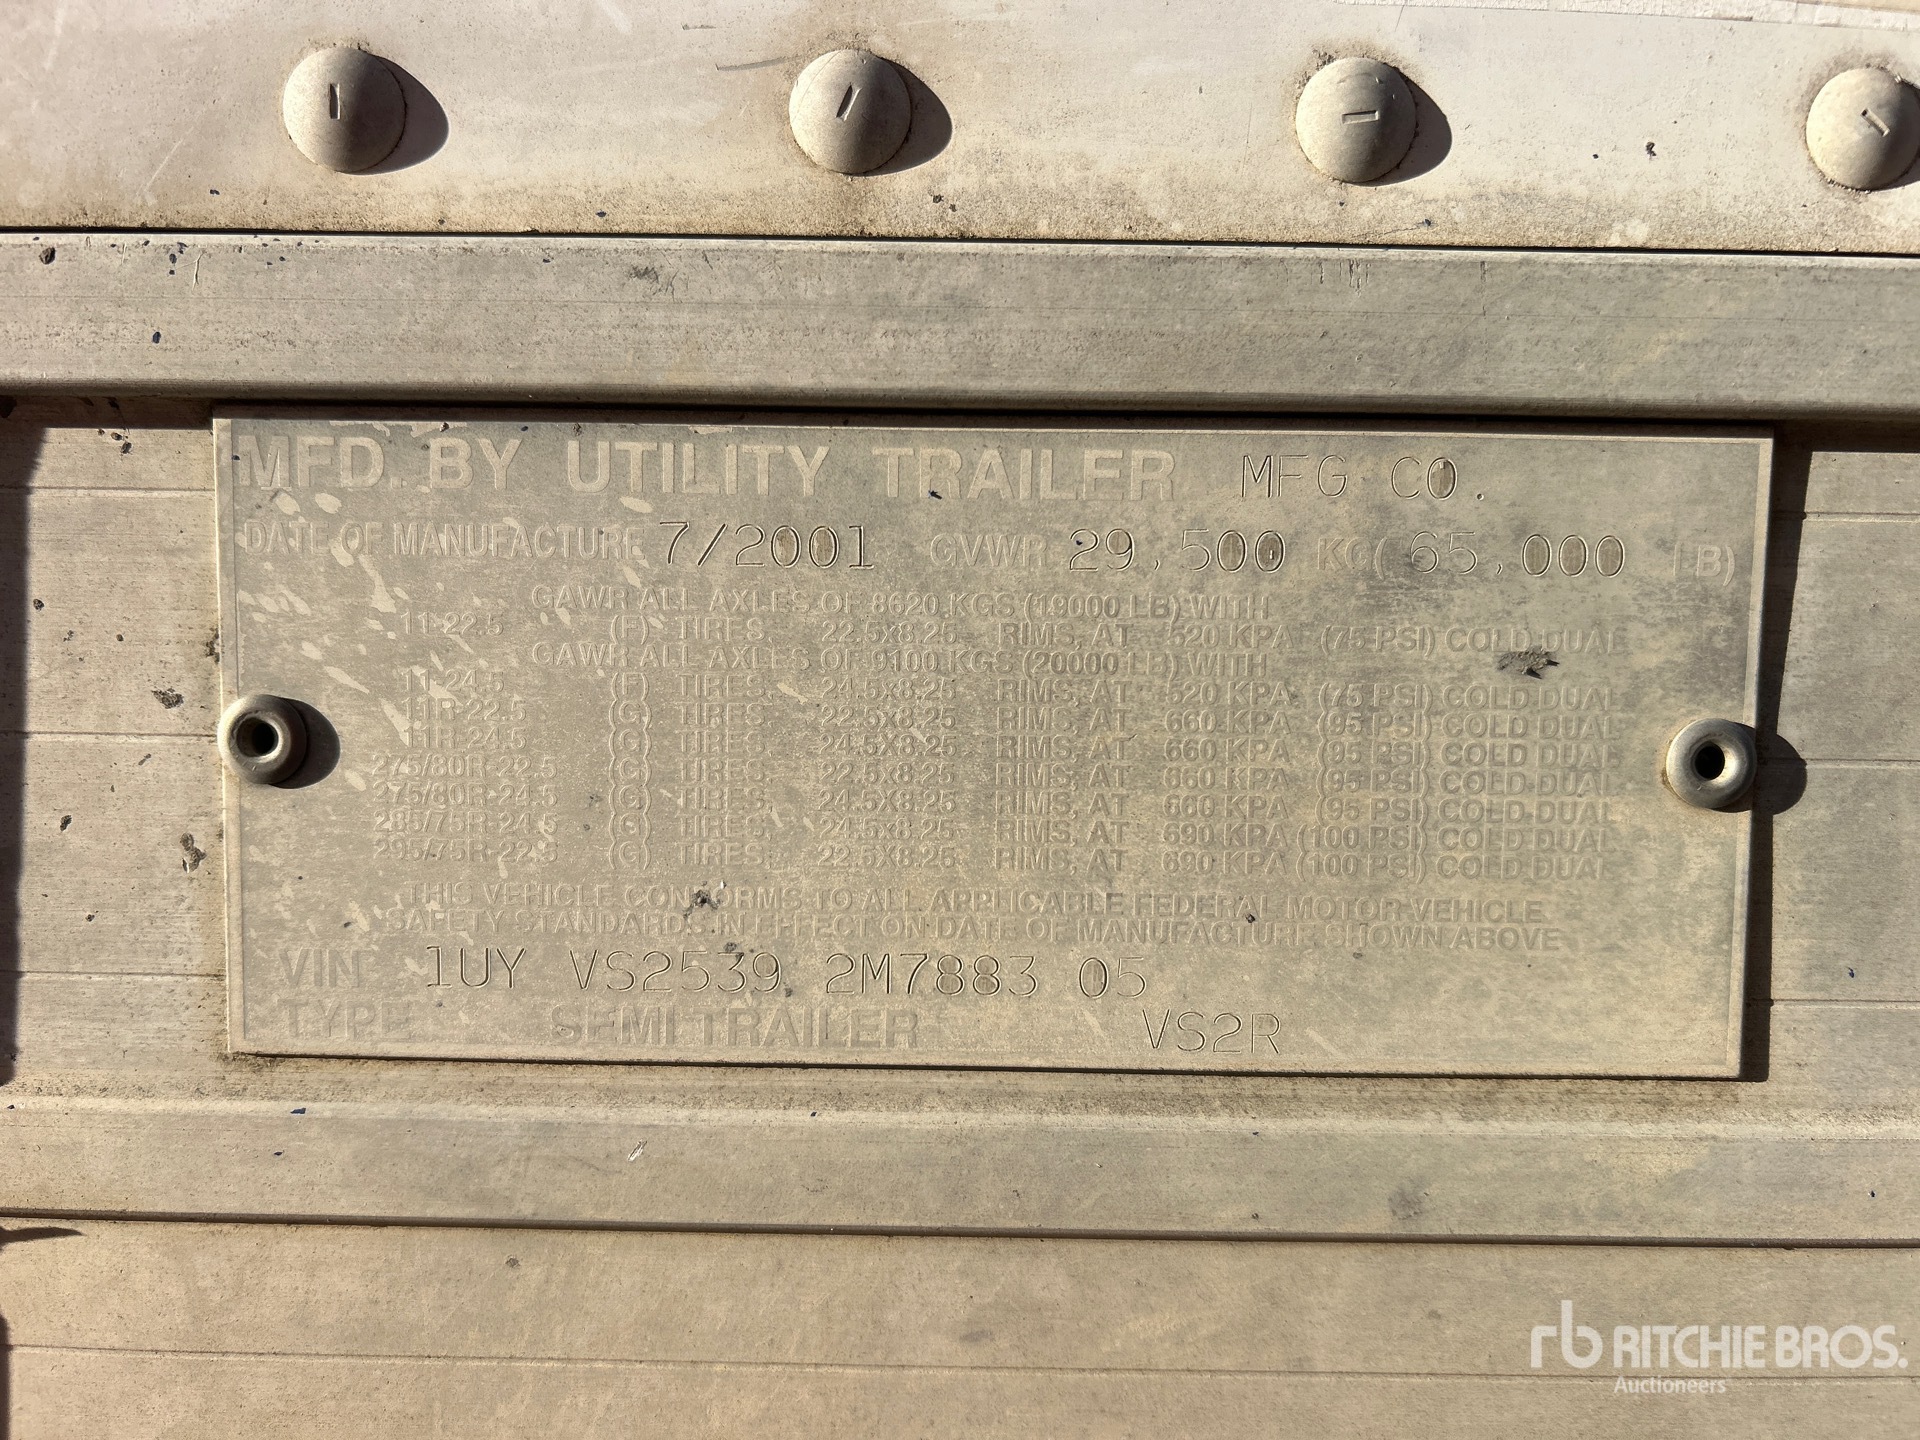 MFD. BY UTILITY TRAILER MFG CO.
DATE OF MANUFACTURE 7/2001 GVWR 29,500 KG( 65,000 LB)
GAWR ALL AXLES OF 8620 KGS (19000 LB) WITH
11-22.5 (F) TIRES, 22.5x8.25 RIMS, AT 520 KPA (75 PSI) COLD DUAL
GAWR ALL AXLES OF 9100 KGS (20000 LB) WITH
11-24.5 (F) TIRES, 24.5x8.25 RIMS, AT 520 KPA (75 PSI) COLD DUAL
11R-22.5 (G) TIRES, 22.5x8.25 RIMS, AT 660 KPA (95 PSI) COLD DUAL
11R-24.5 (G) TIRES, 24.5X8.25 RIMS, AT 660 KPA (95 PSI) COLD DUAL
275/80R-22.5 (G) TIRES, 22.5x8.25 RIMS, AT 660 KPA (95 PSI) COLD DUAL
275/80R-24.5 (G) TIRES, 24.5X8.25 RIMS, AT 660 KPA (95 PSI) COLD DUAL
285/75R-24.5 (G) TIRES, 24.5x8.25 RIMS, AT 690 KPA (100 PSI) COLD DUAL
295/75R-22.5 TIRES, 22.5x8.25 RIMS, AT 690 KPA (100 PSI) COLD DUAL
THIS VEHICLE CONFORMS TO ALL APPLICABLE FEDERAL MOTOR VEHICLE
SAFETY STANDARDS IN EFFECT ON DATE OF MANUFACTURE SHOWN ABOVE
VIN 1UY VS2539 2M7883 05
TYPE SEMI TRAILER VS2R
rb RITCHIE BROS.
Auctioneers